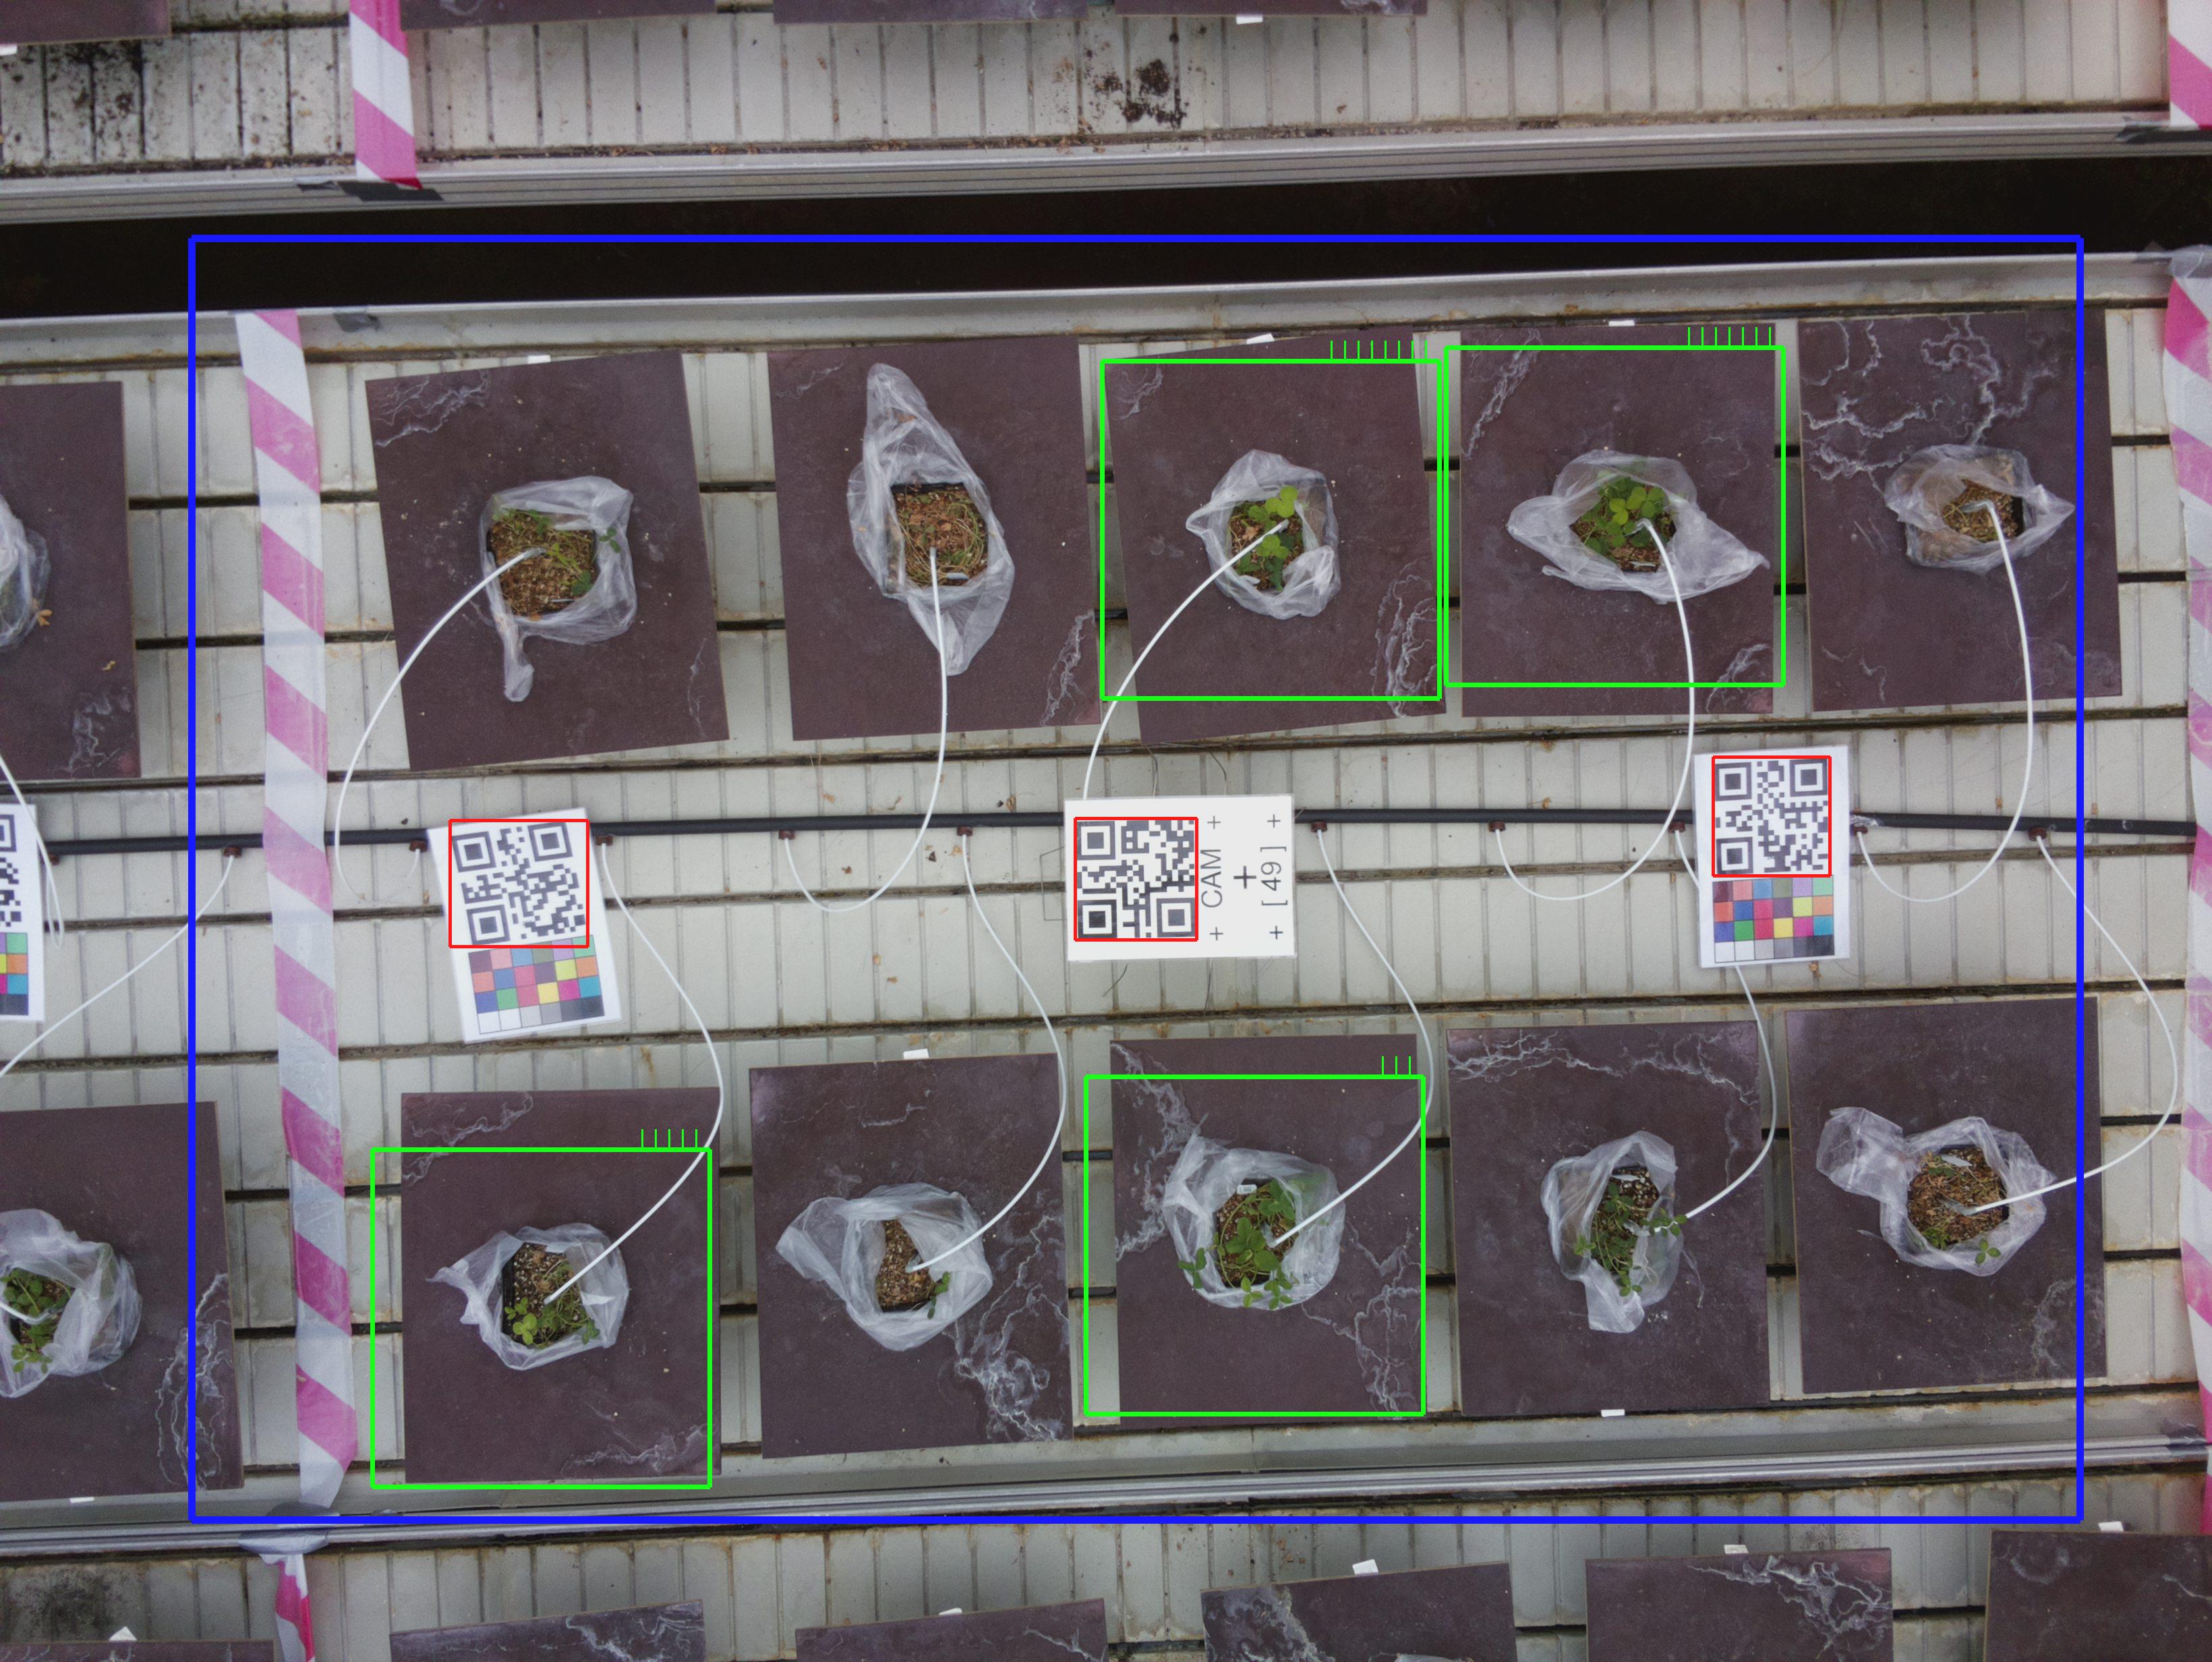 + CAM +
+
+ [ 49 ] +